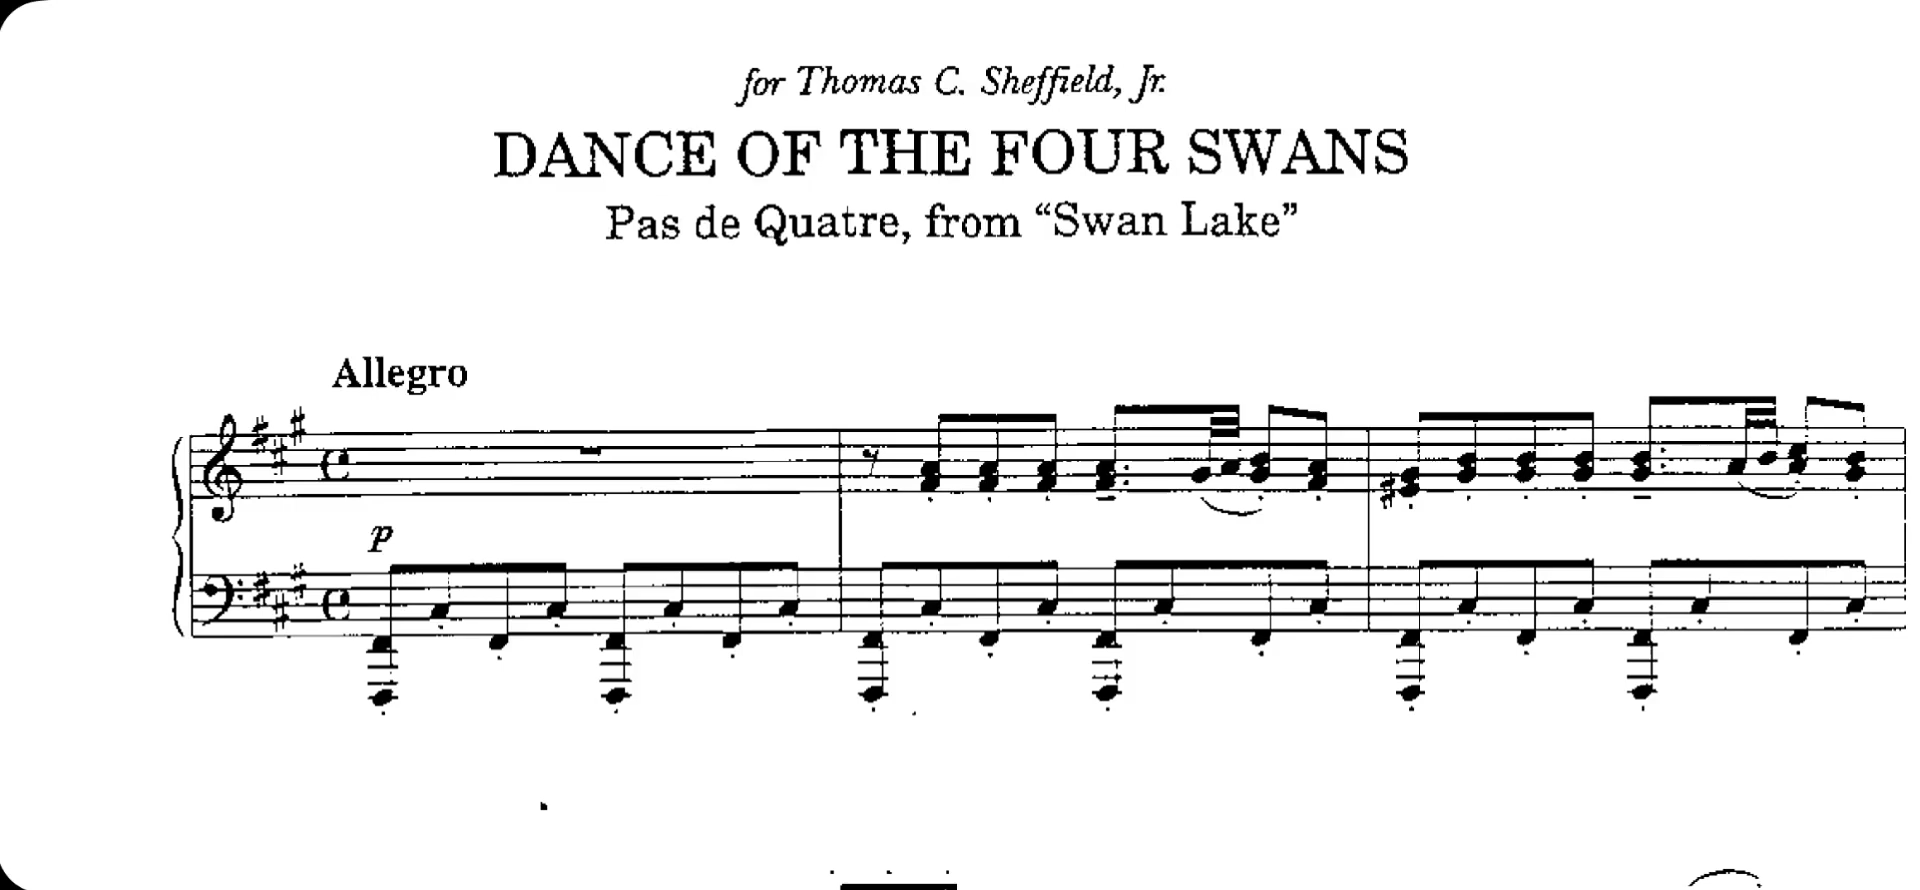 for Thomas C. Sheffield, Jr.
DANCE OF THE FOUR SWANS
Pas de Quatre, from “Swan Lake”
Allegro
p